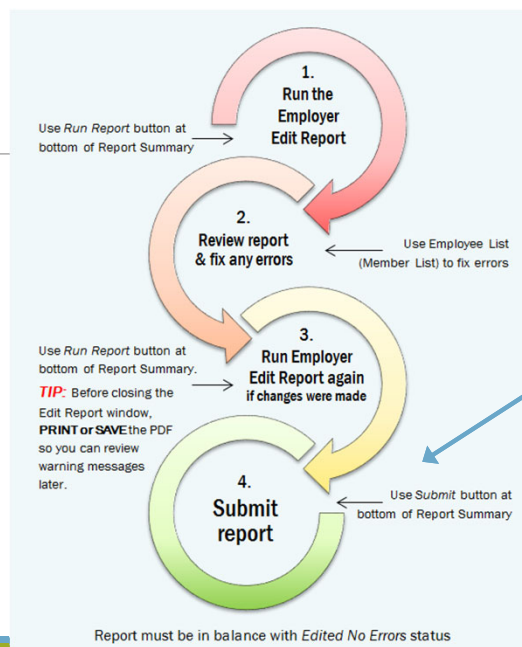 1.
Run the
Employer
Edit Report
Use Run Report button at
bottom of Report Summary
2.
Review report
& fix any errors
Use Employee List
(Member List) to fix errors
3.
Run Employer
Edit Report again
if changes were made
Use Run Report button at
bottom of Report Summary.
TIP: Before closing the
Edit Report window,
PRINT or SAVE the PDF
so you can review
warning messages
later.
4.
Submit
report
Use Submit button at
bottom of Report Summary
Report must be in balance with Edited No Errors status